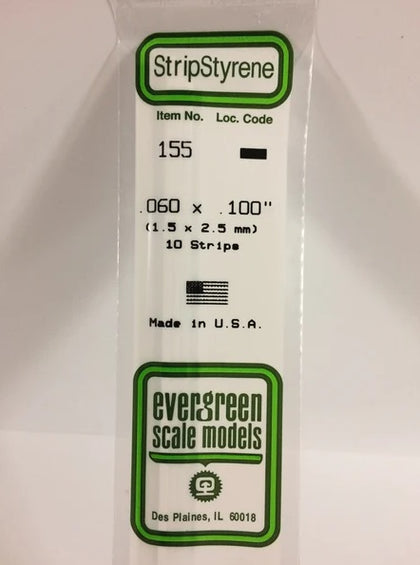 StripStyrene
Item No. Loc. Code
155
.060 x .100"
(1.5 x 2.5 mm)
10 Strips
Made in U.S.A.
evergreen
scale models
Des Plaines, IL 60018